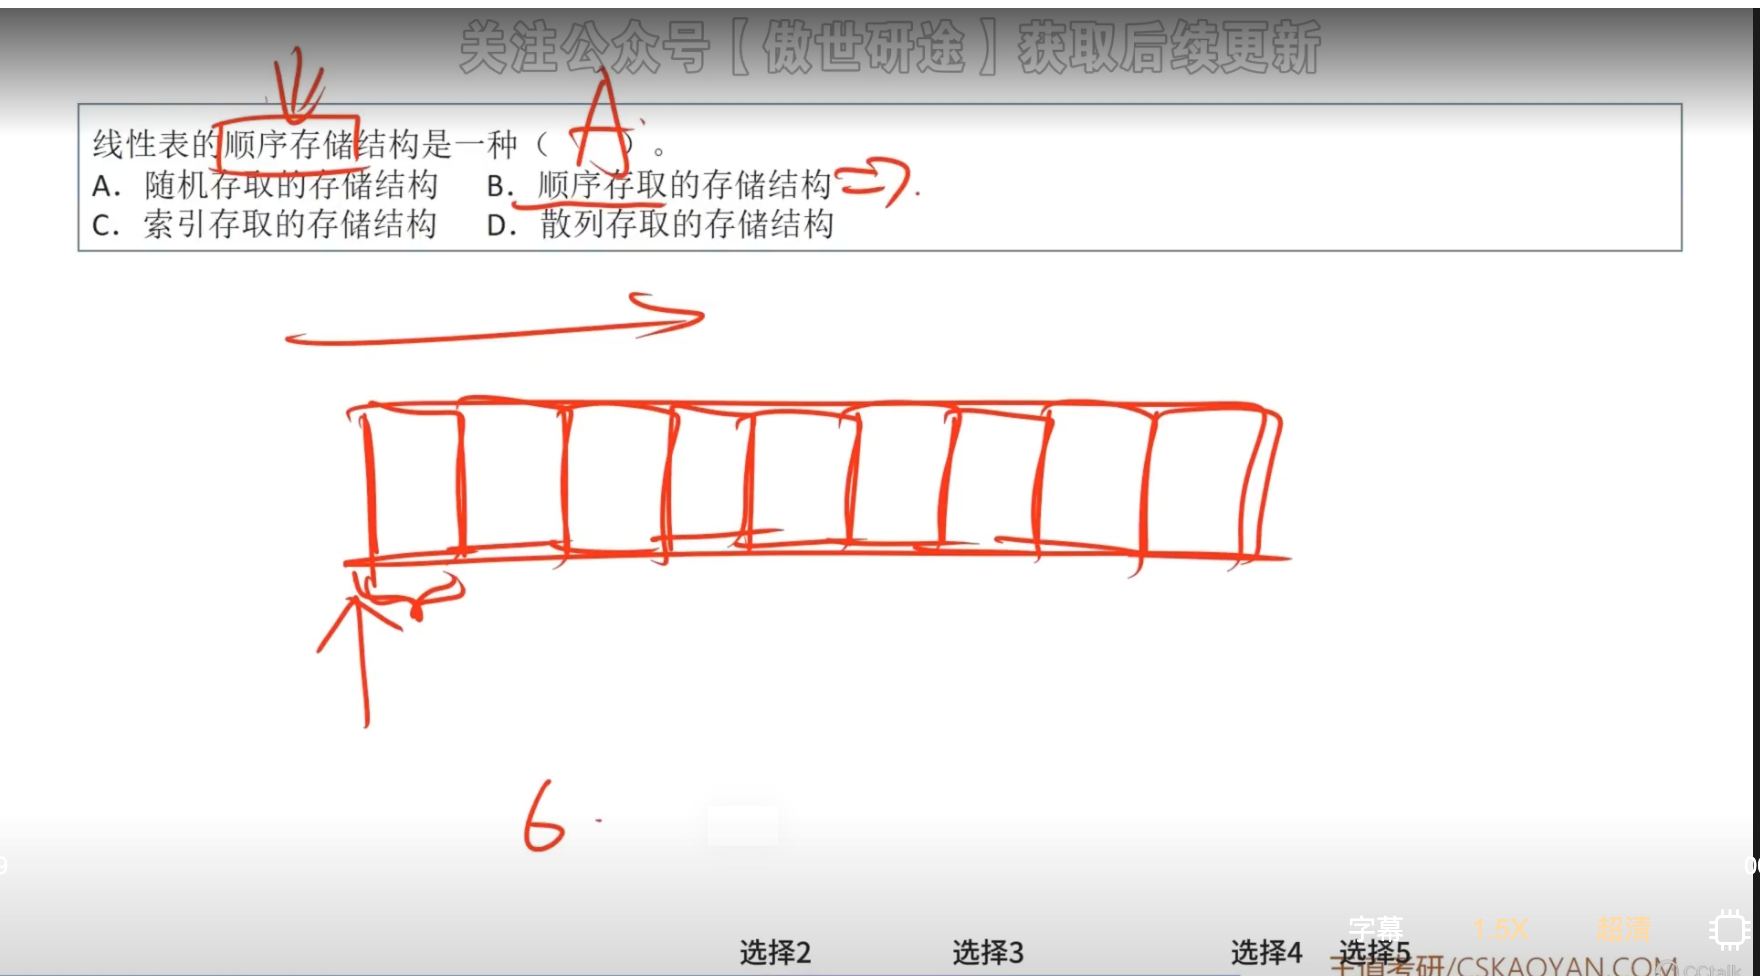 关注公众号【傲世研途】获取后续更新
线性表的顺序存储结构是一种（ A ）。
A. 随机存取的存储结构 B. 顺序存取的存储结构
C. 索引存取的存储结构 D. 散列存取的存储结构
6
字幕 1.5X 超清
选择2 选择3 选择4 选择5
王道考研/CSKAOYAN.COM
CCtalk